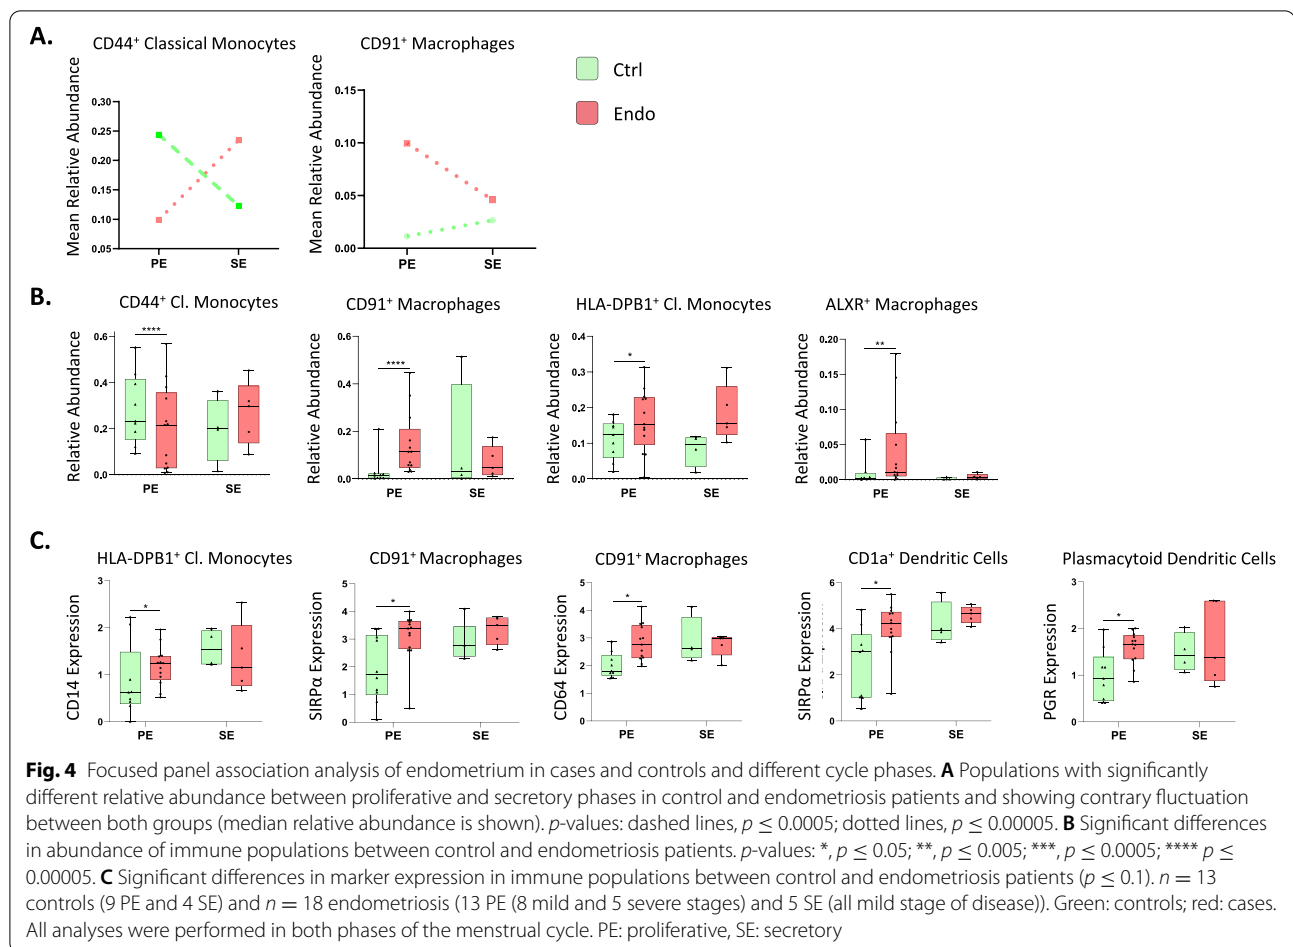 A.
CD44⁺ Classical Monocytes
CD91⁺ Macrophages
Ctrl
Endo
Mean Relative Abundance
0.30
0.25
0.20
0.15
0.10
0.05
PE
SE
Mean Relative Abundance
0.15
0.10
0.05
0.00
PE
SE
B.
CD44⁺ Cl. Monocytes
Relative Abundance
0.6
0.4
0.2
0.0
****
PE
SE
CD91⁺ Macrophages
Relative Abundance
0.6
0.4
0.2
0.0
****
PE
SE
HLA-DPB1⁺ Cl. Monocytes
Relative Abundance
0.4
0.3
0.2
0.1
0.0
*
PE
SE
ALXR⁺ Macrophages
Relative Abundance
0.20
0.15
0.10
0.05
0.00
**
PE
SE
C.
HLA-DPB1⁺ Cl. Monocytes
CD14 Expression
3
2
1
0
*
PE
SE
CD91⁺ Macrophages
SIRPα Expression
5
4
3
2
1
0
*
PE
SE
CD91⁺ Macrophages
CD64 Expression
5
4
3
2
1
0
*
PE
SE
CD1a⁺ Dendritic Cells
SIRPα Expression
6
4
2
0
*
PE
SE
Plasmacytoid Dendritic Cells
PGR Expression
3
2
1
0
*
PE
SE
Fig. 4 Focused panel association analysis of endometrium in cases and controls and different cycle phases. A Populations with significantly
different relative abundance between proliferative and secretory phases in control and endometriosis patients and showing contrary fluctuation
between both groups (median relative abundance is shown). p-values: dashed lines, p ≤ 0.0005; dotted lines, p ≤ 0.00005. B Significant differences
in abundance of immune populations between control and endometriosis patients. p-values: *, p ≤ 0.05; **, p ≤ 0.005; ***, p ≤ 0.0005; **** p ≤
0.00005. C Significant differences in marker expression in immune populations between control and endometriosis patients (p ≤ 0.1). n = 13
controls (9 PE and 4 SE) and n = 18 endometriosis (13 PE (8 mild and 5 severe stages) and 5 SE (all mild stage of disease)). Green: controls; red: cases.
All analyses were performed in both phases of the menstrual cycle. PE: proliferative, SE: secretory